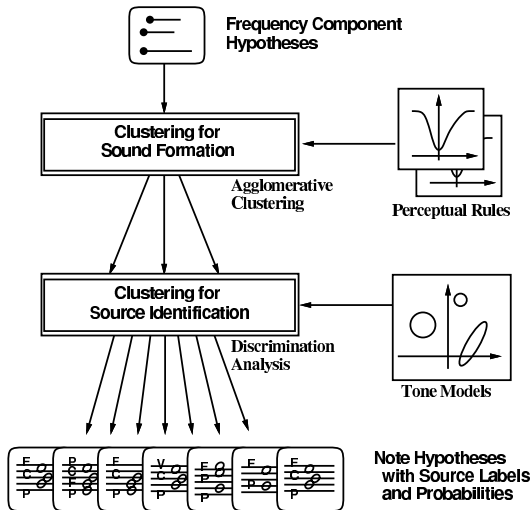 Frequency Component
Hypotheses
Clustering for
Sound Formation
Agglomerative
Clustering
Perceptual Rules
Clustering for
Source Identification
Discrimination
Analysis
Tone Models
F
C
P
P
C
F
P
F
C
P
V
C
P
F
P
P
F
P
F
C
P
Note Hypotheses
with Source Labels
and Probabilities